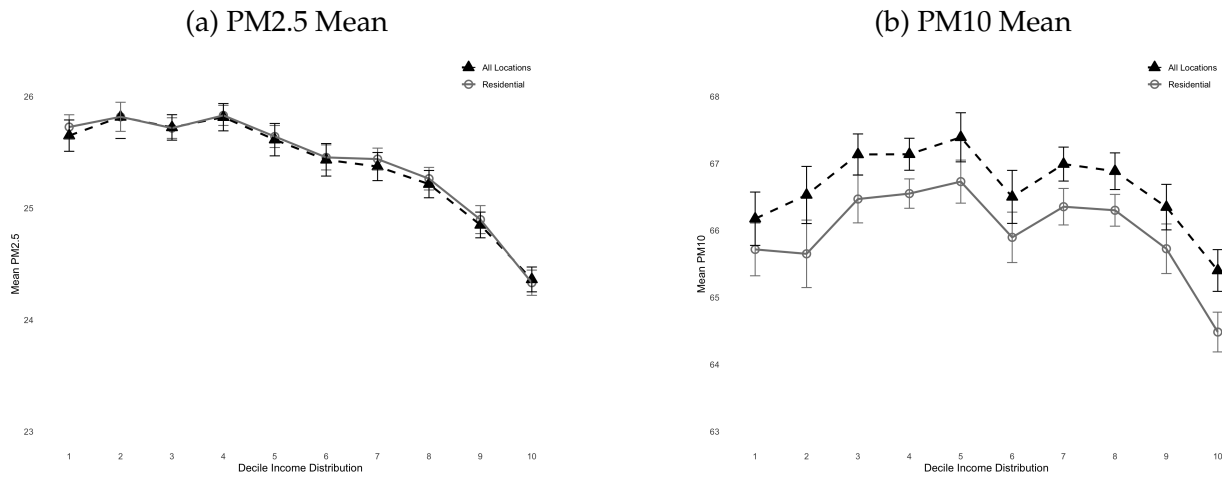 (a) PM2.5 Mean
All Locations
Residential
26
25
24
23
Mean PM2.5
1 2 3 4 5 6 7 8 9 10
Decile Income Distribution
(b) PM10 Mean
All Locations
Residential
68
67
66
65
64
63
Mean PM10
1 2 3 4 5 6 7 8 9 10
Decile Income Distribution